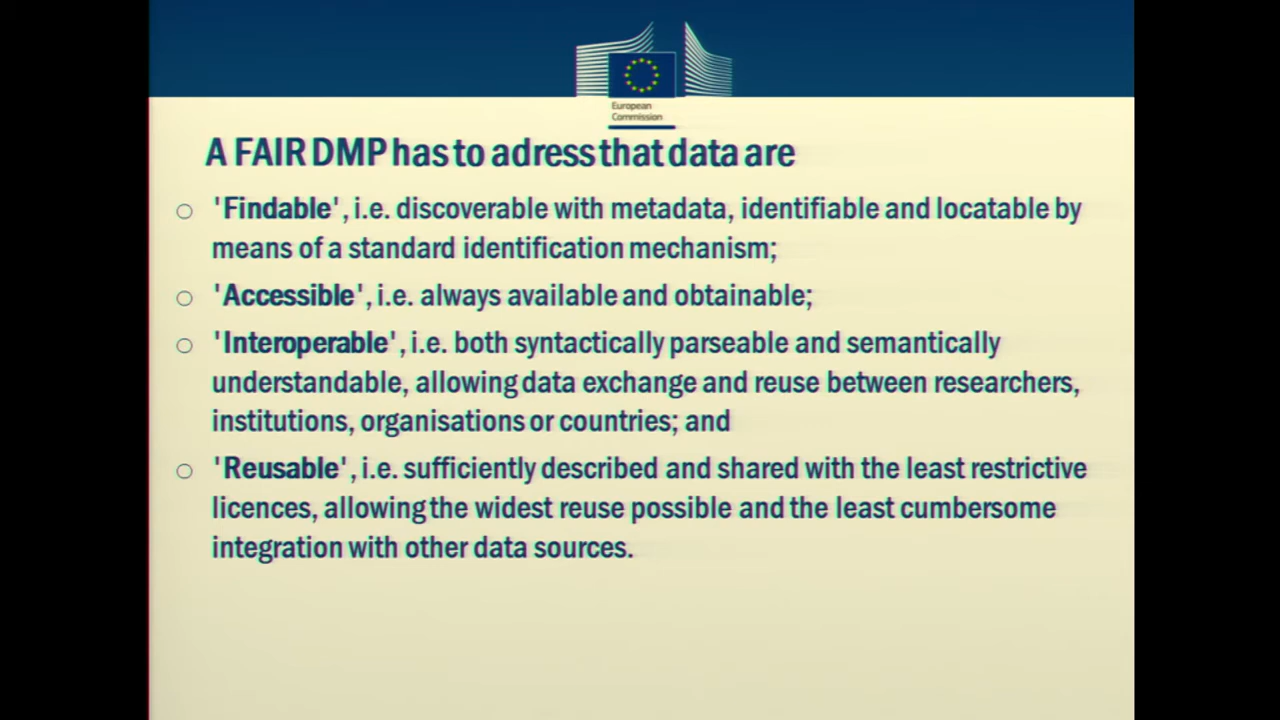 European
Commission
A FAIR DMP has to adress that data are
'Findable', i.e. discoverable with metadata, identifiable and locatable by
means of a standard identification mechanism;
'Accessible', i.e. always available and obtainable;
'Interoperable', i.e. both syntactically parseable and semantically
understandable, allowing data exchange and reuse between researchers,
institutions, organisations or countries; and
'Reusable', i.e. sufficiently described and shared with the least restrictive
licences, allowing the widest reuse possible and the least cumbersome
integration with other data sources.